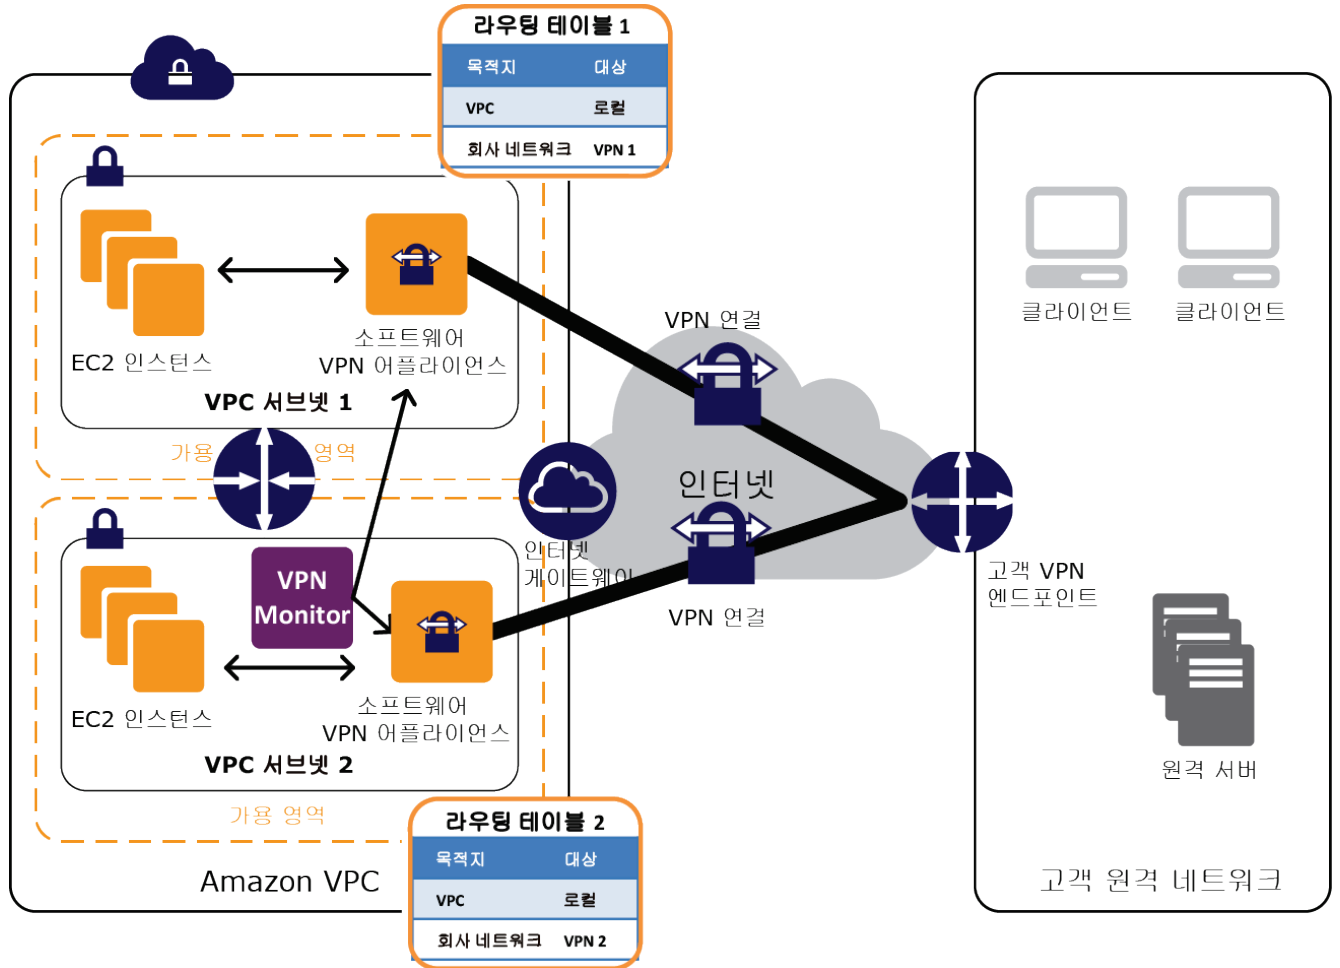 라우팅 테이블 1
목적지 대상
VPC 로컬
회사 네트워크 VPN 1
EC2 인스턴스
소프트웨어
VPN 어플라이언스
VPC 서브넷 1
가용 영역
VPN 연결
클라이언트
클라이언트
인터넷
인터넷
게이트웨이
고객 VPN
엔드포인트
VPN
Monitor
VPN 연결
EC2 인스턴스
소프트웨어
VPN 어플라이언스
VPC 서브넷 2
원격 서버
가용 영역
라우팅 테이블 2
목적지 대상
VPC 로컬
회사 네트워크 VPN 2
Amazon VPC
고객 원격 네트워크